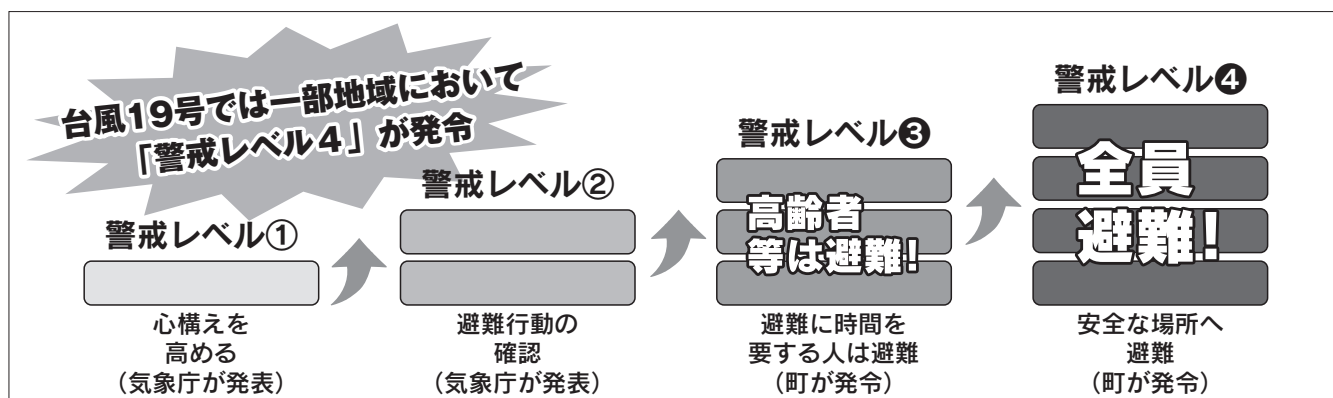 台風19号では一部地域において
「警戒レベル4」が発令
警戒レベル①
心構えを
高める
（気象庁が発表）
警戒レベル②
避難行動の
確認
（気象庁が発表）
警戒レベル❸
高齢者
等は避難！
避難に時間を
要する人は避難
（町が発令）
警戒レベル❹
全員
避難！
安全な場所へ
避難
（町が発令）